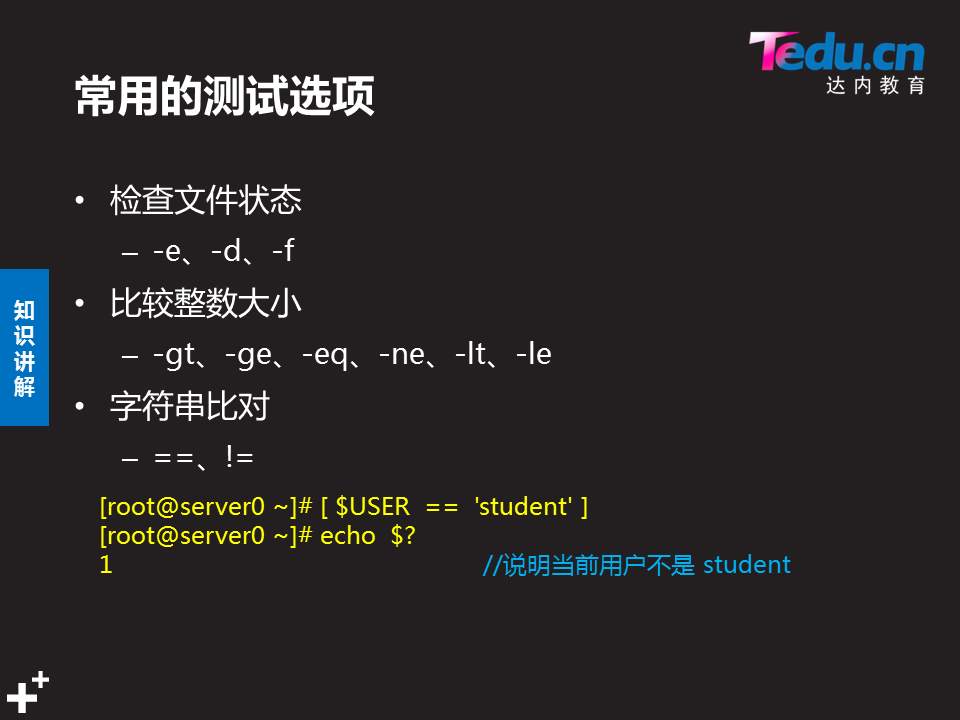 Tedu.cn
达内教育
常用的测试选项
• 检查文件状态
– -e、-d、-f
• 比较整数大小
– -gt、-ge、-eq、-ne、-lt、-le
• 字符串比对
– ==、!=
[root@server0 ~]# [ $USER == 'student' ]
[root@server0 ~]# echo $?
1 //说明当前用户不是 student
知识讲解